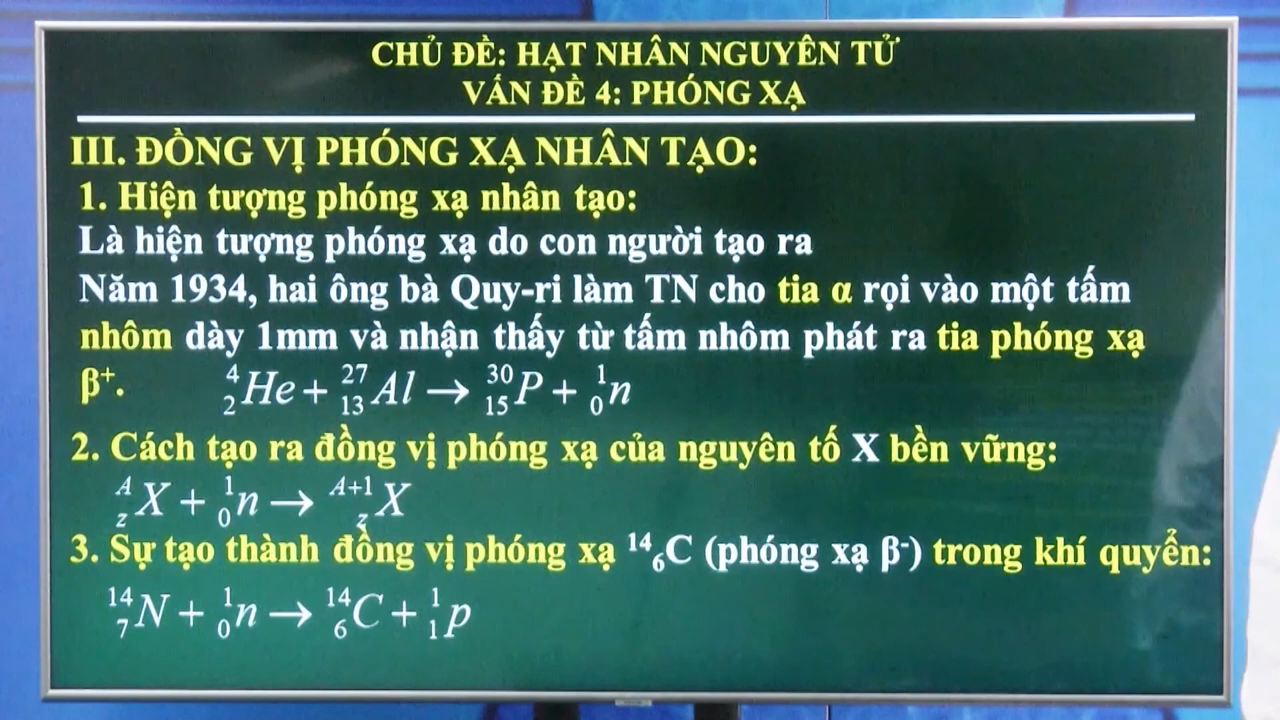 CHỦ ĐỀ: HẠT NHÂN NGUYÊN TỬ
VẤN ĐỀ 4: PHÓNG XẠ
III. ĐỒNG VỊ PHÓNG XẠ NHÂN TẠO:
1. Hiện tượng phóng xạ nhân tạo:
Là hiện tượng phóng xạ do con người tạo ra
Năm 1934, hai ông bà Quy-ri làm TN cho tia α rọi vào một tấm
nhôm dày 1mm và nhận thấy từ tấm nhôm phát ra tia phóng xạ
β⁺. ⁴₂He + ²⁷₁₃Al → ³⁰₁₅P + ¹₀n
2. Cách tạo ra đồng vị phóng xạ của nguyên tố X bền vững:
^A_z X + ¹₀n → ^{A+1}_z X
3. Sự tạo thành đồng vị phóng xạ ¹⁴₆C (phóng xạ β⁻) trong khí quyển:
¹⁴₇N + ¹₀n → ¹⁴₆C + ¹₁p